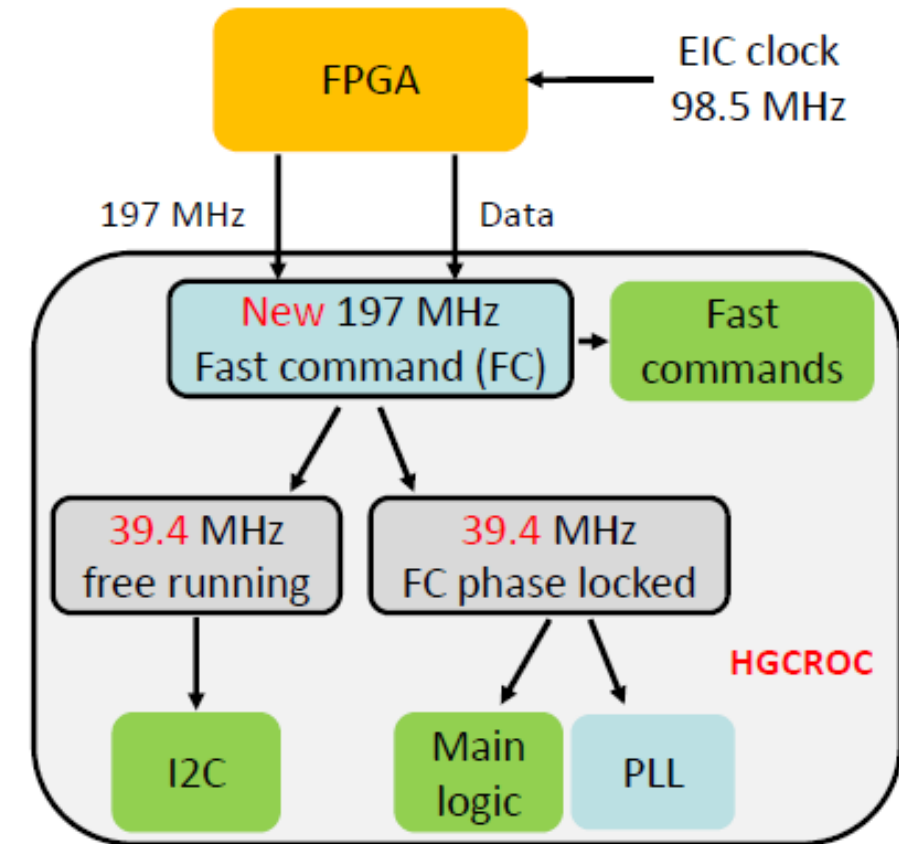 FPGA
EIC clock
98.5 MHz
197 MHz
Data
New 197 MHz
Fast command (FC)
Fast
commands
39.4 MHz
free running
39.4 MHz
FC phase locked
HGCROC
I2C
Main
logic
PLL